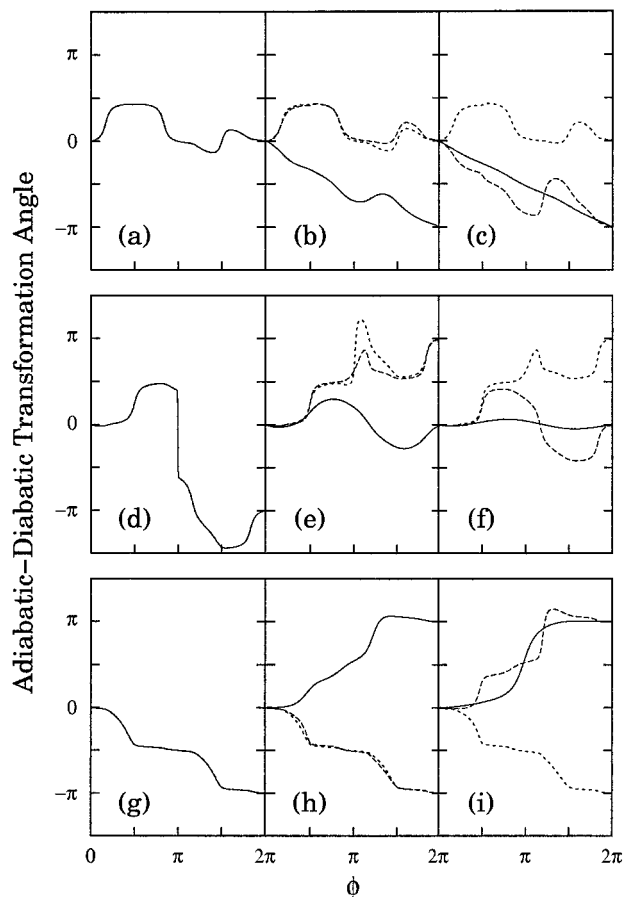 Adiabatic–Diabatic Transformation Angle
π
0
−π
(a)
(b)
(c)
π
0
−π
(d)
(e)
(f)
π
0
−π
(g)
(h)
(i)
0 π 2π π 2π π 2π
ϕ